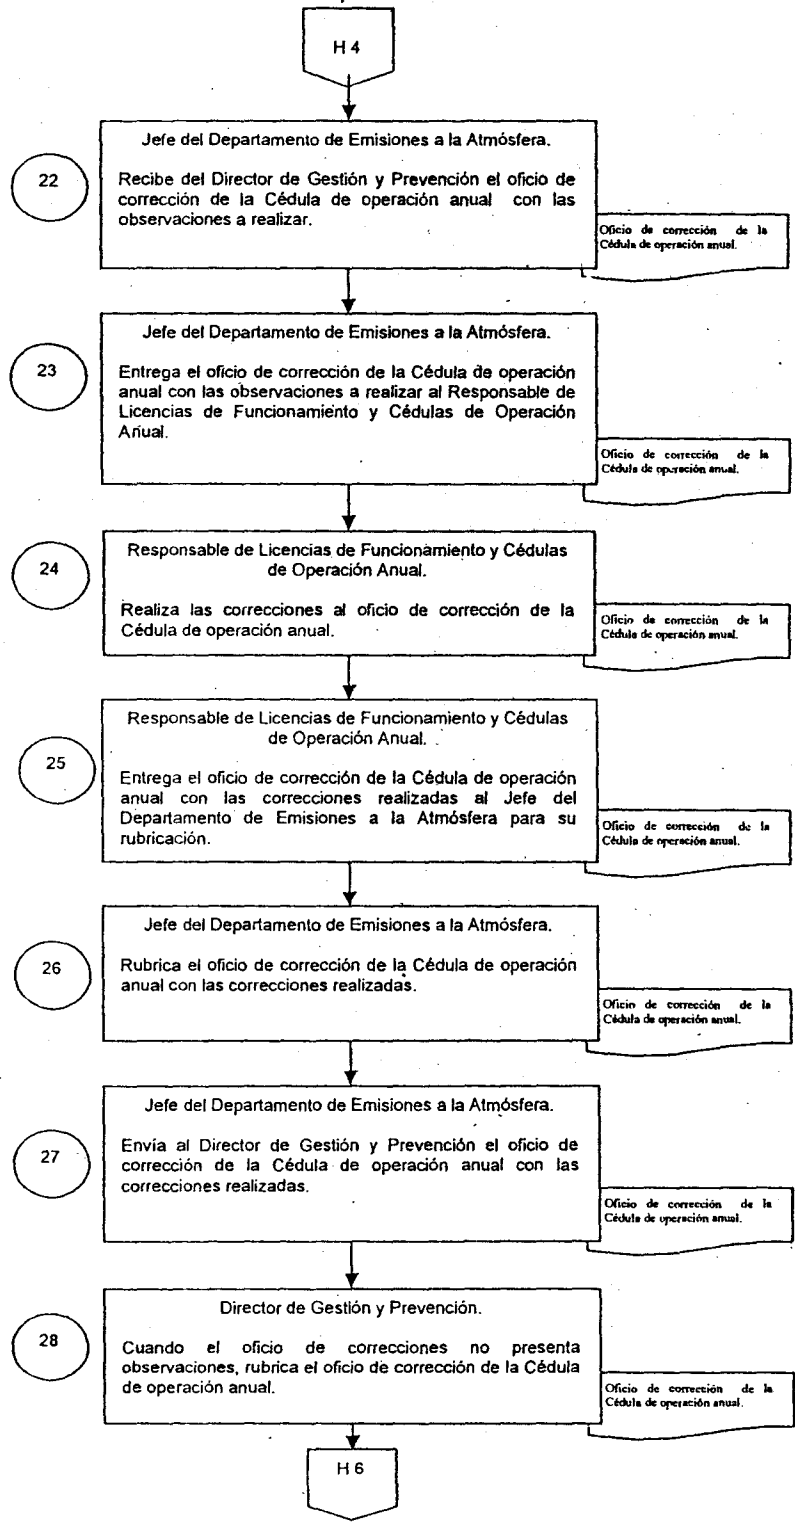 H 4
Jefe del Departamento de Emisiones a la Atmósfera.
22
Recibe del Director de Gestión y Prevención el oficio de
corrección de la Cédula de operación anual con las
observaciones a realizar.
Oficio de corrección de la
Cédula de operación anual.
Jefe del Departamento de Emisiones a la Atmósfera.
23
Entrega el oficio de corrección de la Cédula de operación
anual con las observaciones a realizar al Responsable de
Licencias de Funcionamiento y Cédulas de Operación
Anual.
Oficio de corrección de la
Cédula de operación anual.
Responsable de Licencias de Funcionamiento y Cédulas
de Operación Anual.
24
Realiza las correcciones al oficio de corrección de la
Cédula de operación anual.
Oficio de corrección de la
Cédula de operación anual.
Responsable de Licencias de Funcionamiento y Cédulas
de Operación Anual.
25
Entrega el oficio de corrección de la Cédula de operación
anual con las correcciones realizadas al Jefe del
Departamento de Emisiones a la Atmósfera para su
rubricación.
Oficio de corrección de la
Cédula de operación anual.
Jefe del Departamento de Emisiones a la Atmósfera.
26
Rubrica el oficio de corrección de la Cédula de operación
anual con las correcciones realizadas.
Oficio de corrección de la
Cédula de operación anual.
Jefe del Departamento de Emisiones a la Atmósfera.
27
Envía al Director de Gestión y Prevención el oficio de
corrección de la Cédula de operación anual con las
correcciones realizadas.
Oficio de corrección de la
Cédula de operación anual.
Director de Gestión y Prevención.
28
Cuando el oficio de correcciones no presenta
observaciones, rubrica el oficio de corrección de la Cédula
de operación anual.
Oficio de corrección de la
Cédula de operación anual.
H 6